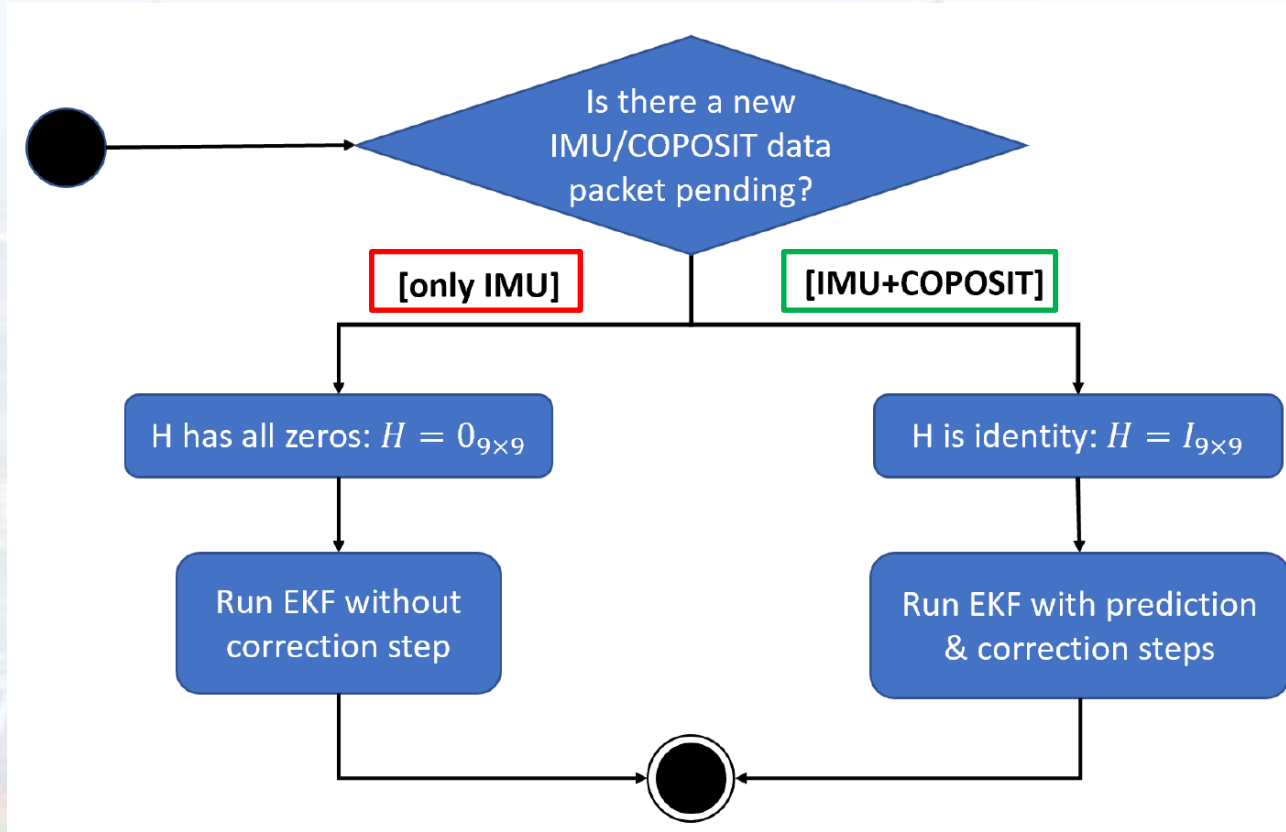 Is there a new
IMU/COPOSIT data
packet pending?
[only IMU]
[IMU+COPOSIT]
H has all zeros: 𝐻 = 0₉ₓ₉
H is identity: 𝐻 = 𝐼₉ₓ₉
Run EKF without
correction step
Run EKF with prediction
& correction steps